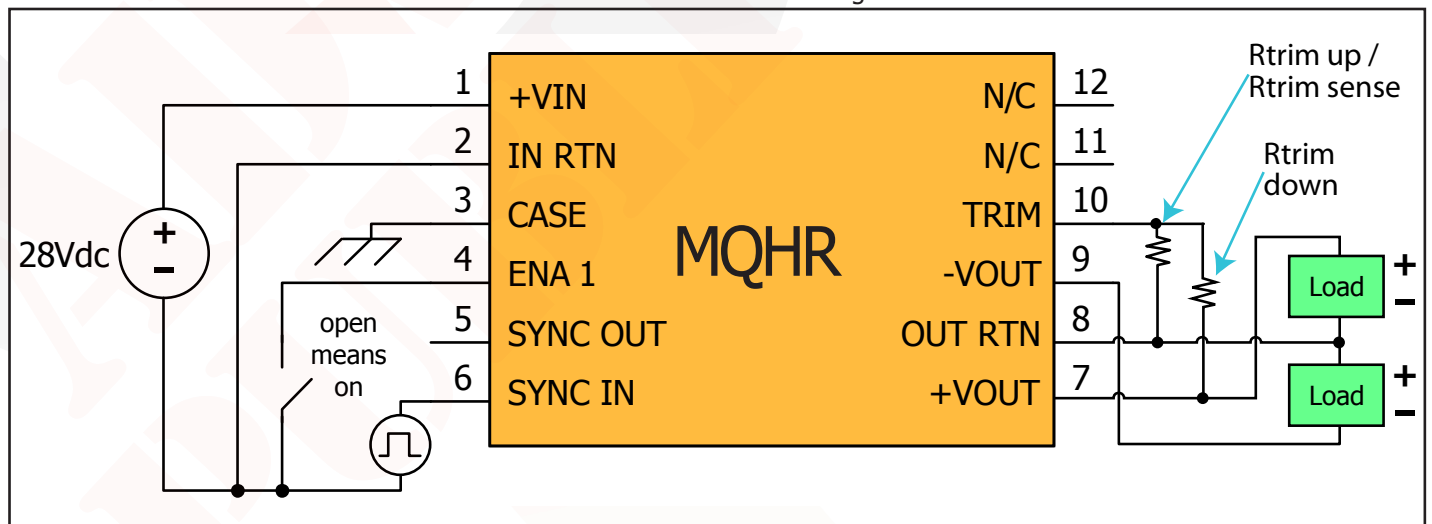 Rtrim up /
Rtrim sense
Rtrim
down
1
+VIN
2
IN RTN
3
CASE
4
ENA 1
5
SYNC OUT
6
SYNC IN
28Vdc
+
−
open
means
on
MQHR
N/C
12
N/C
11
TRIM
10
-VOUT
9
OUT RTN
8
+VOUT
7
Load
+
−
Load
+
−